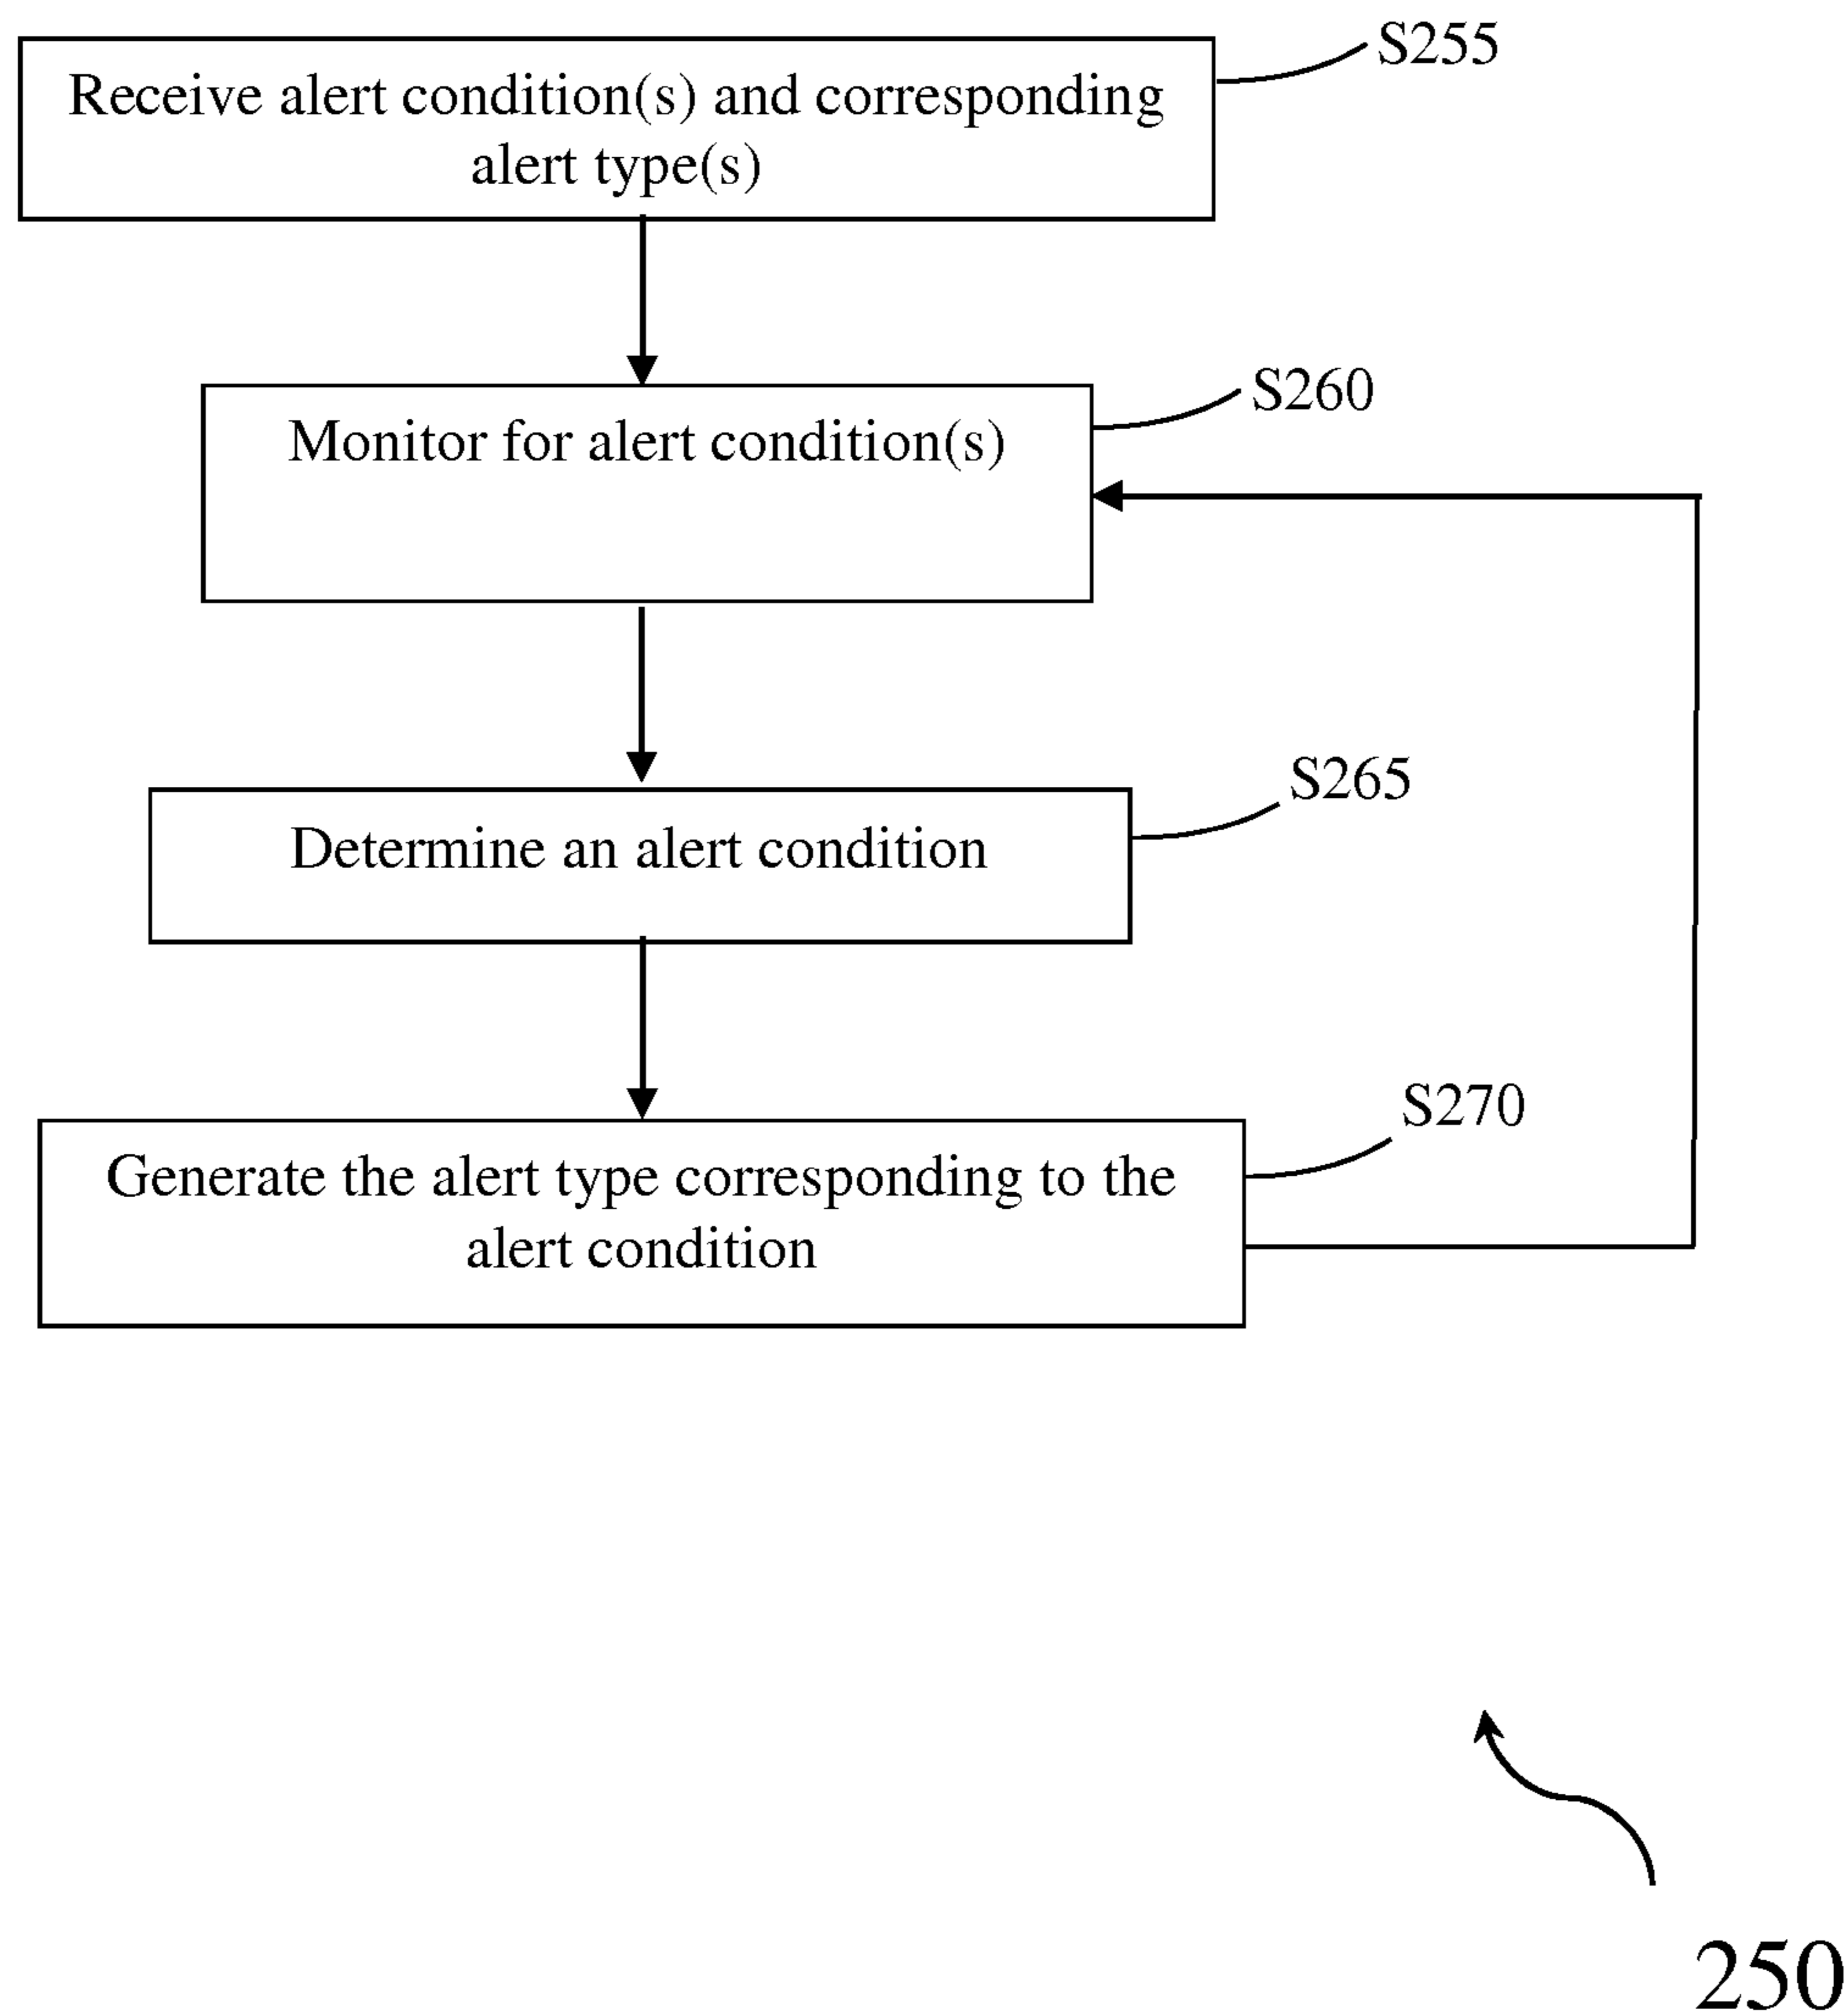 S255
Receive alert condition(s) and corresponding
alert type(s)
S260
Monitor for alert condition(s)
S265
Determine an alert condition
S270
Generate the alert type corresponding to the
alert condition
250